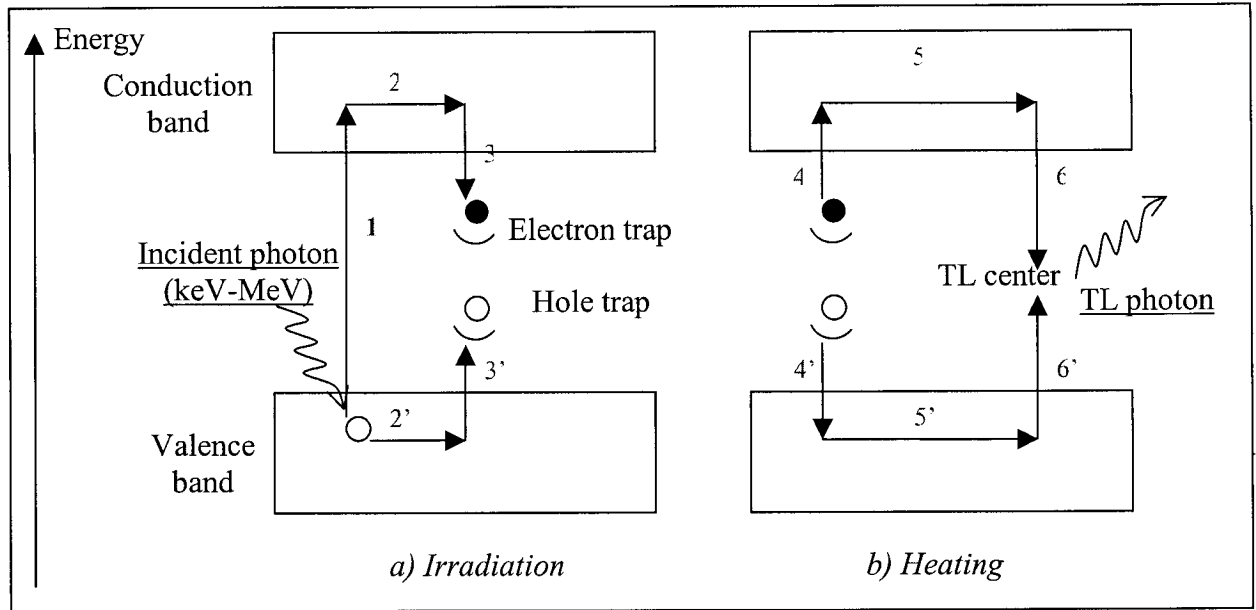 Energy
Conduction
band
2
3
1
Electron trap
Incident photon
(keV-MeV)
Hole trap
3'
2'
Valence
band
a) Irradiation
5
4
6
TL center
TL photon
4'
6'
5'
b) Heating